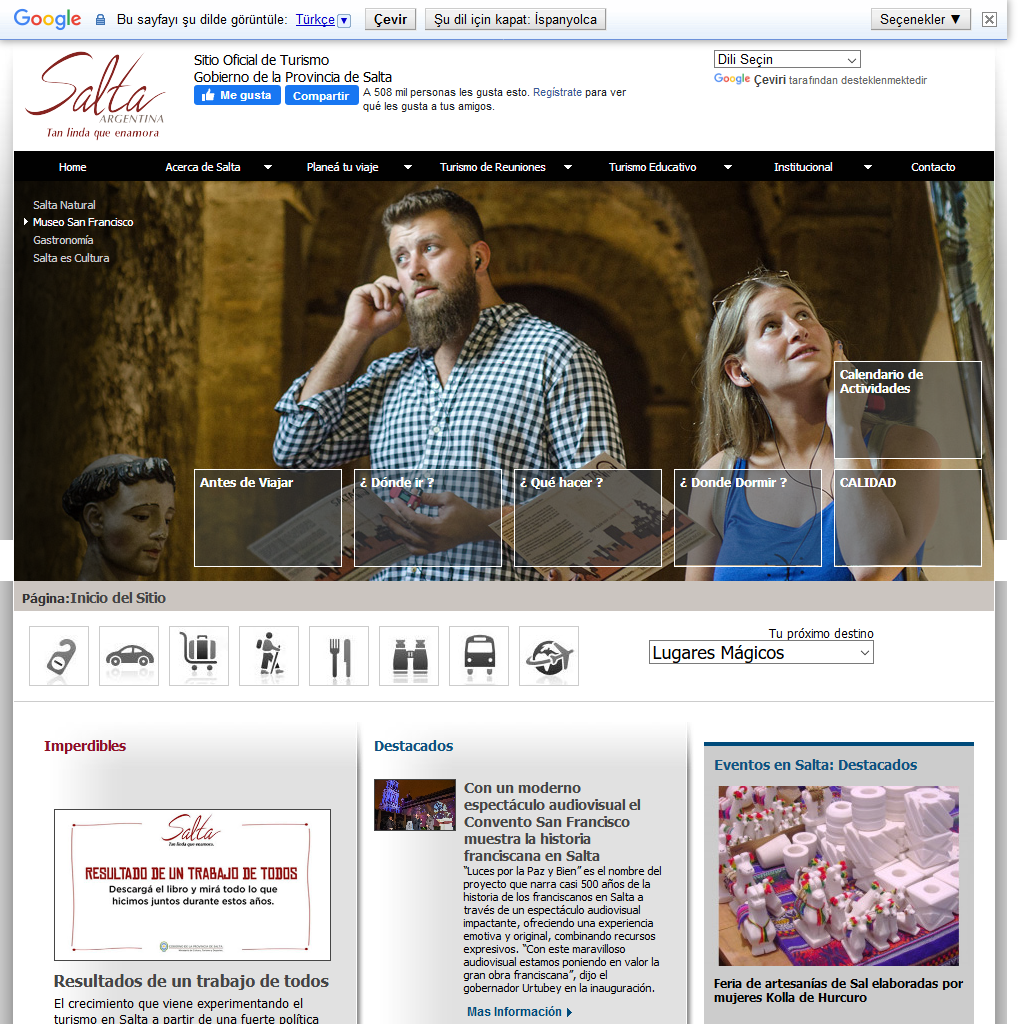 Google Bu sayfayı şu dilde görüntüle: Türkçe Çevir Şu dil için kapat: İspanyolca Seçenekler ▼
Salta
ARGENTINA
Tan linda que enamora
Sitio Oficial de Turismo
Gobierno de la Provincia de Salta
Me gusta Compartir A 508 mil personas les gusta esto. Regístrate para ver
qué les gusta a tus amigos.
Dili Seçin
Google Çeviri tarafından desteklenmektedir
Home Acerca de Salta Planeá tu viaje Turismo de Reuniones Turismo Educativo Institucional Contacto
Salta Natural
Museo San Francisco
Gastronomía
Salta es Cultura
Calendario de
Actividades
Antes de Viajar ¿ Dónde ir ? ¿ Qué hacer ? ¿ Donde Dormir ? CALIDAD
Página:Inicio del Sitio
Tu próximo destino
Lugares Mágicos
Imperdibles
Salta
Tan linda que enamora.
RESULTADO DE UN TRABAJO DE TODOS
Descargá el libro y mirá todo lo que
hicimos juntos durante estos años.
Resultados de un trabajo de todos
El crecimiento que viene experimentando el
turismo en Salta a partir de una fuerte política
Destacados
Con un moderno
espectáculo audiovisual el
Convento San Francisco
muestra la historia
franciscana en Salta
“Luces por la Paz y Bien” es el nombre del
proyecto que narra casi 500 años de la
historia de los franciscanos en Salta a
través de un espectáculo audiovisual
impactante, ofreciendo una experiencia
emotiva y original, combinando recursos
expresivos. “Con este maravilloso
audiovisual estamos poniendo en valor la
gran obra franciscana”, dijo el
gobernador Urtubey en la inauguración.
Mas Información
Eventos en Salta: Destacados
Feria de artesanías de Sal elaboradas por
mujeres Kolla de Hurcuro